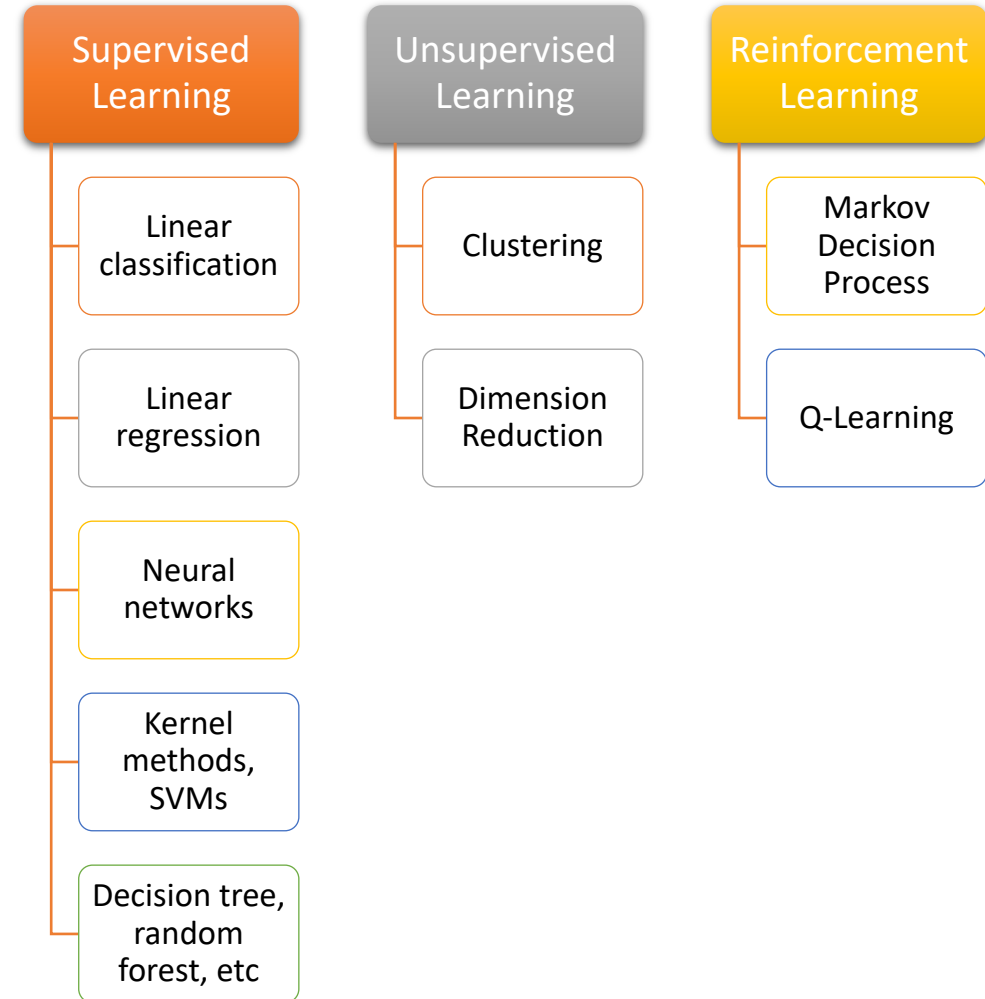 Supervised
Learning
Linear
classification
Linear
regression
Neural
networks
Kernel
methods,
SVMs
Decision tree,
random
forest, etc
Unsupervised
Learning
Clustering
Dimension
Reduction
Reinforcement
Learning
Markov
Decision
Process
Q-Learning